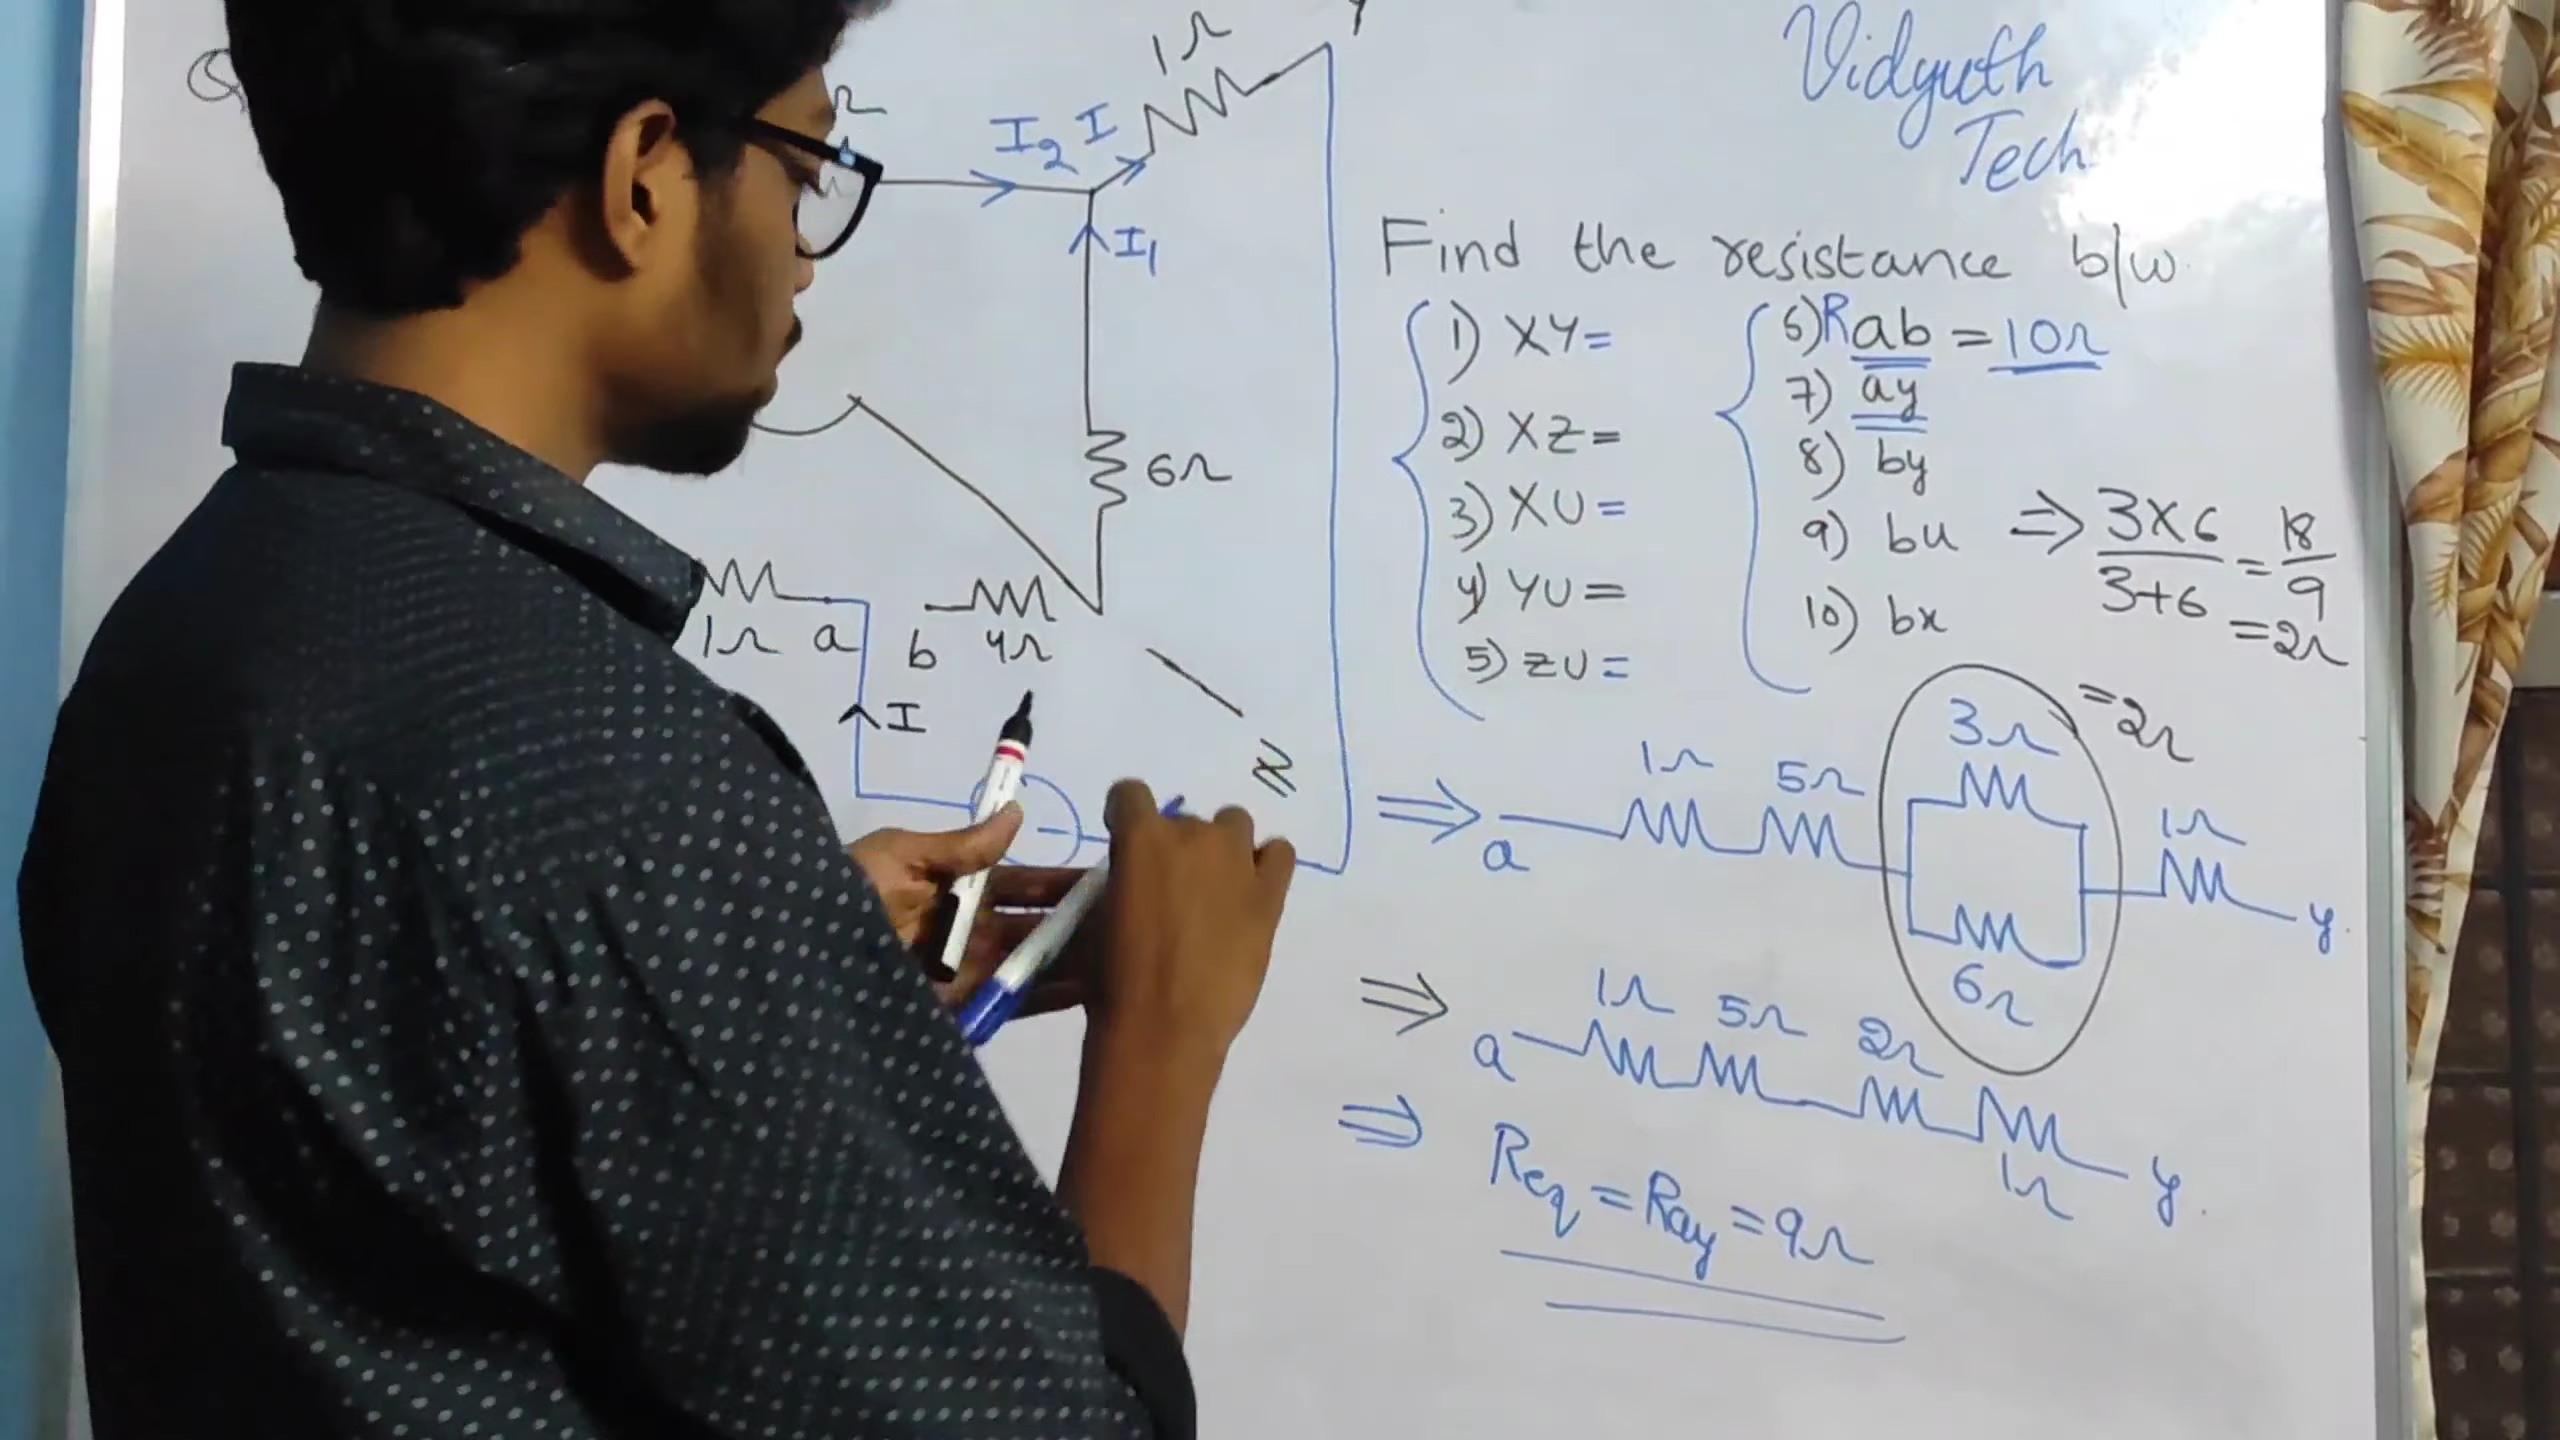 Vidyuth
Tech
Find the resistance b/w
1) XY=
2) XZ=
3) XU=
4) YU=
5) ZU=
6) Rab = 10Ω
7) ay
8) by
9) bu
10) bx
⇒ 3X6/3+6 = 18/9
=2Ω
1Ω
I2 I
I1
6Ω
1Ω a
b 4Ω
I
=2Ω
⇒ a 1Ω 5Ω 3Ω 6Ω 1Ω y
⇒ a 1Ω 5Ω 2Ω 1Ω y
⇒ Req = Ray = 9Ω